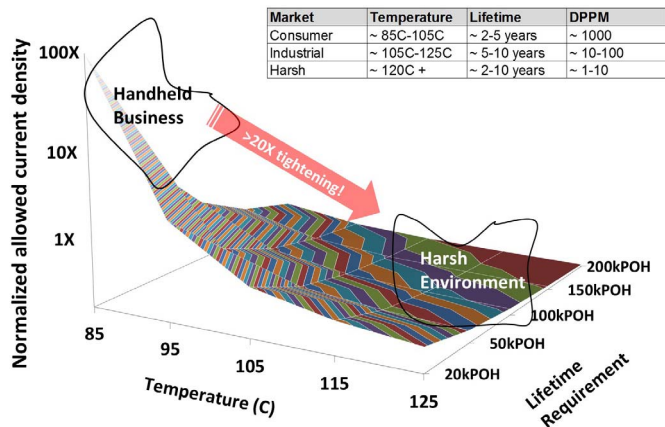 Market Temperature Lifetime DPPM
Consumer ~ 85C-105C ~ 2-5 years ~ 1000
Industrial ~ 105C-125C ~ 5-10 years ~ 10-100
Harsh ~ 120C + ~ 2-10 years ~ 1-10
Normalized allowed current density
100X
10X
1X
Handheld
Business
>20X tightening!
Harsh
Environment
200kPOH
150kPOH
100kPOH
50kPOH
20kPOH
85
95
105
115
125
Temperature (C)
Lifetime
Requirement